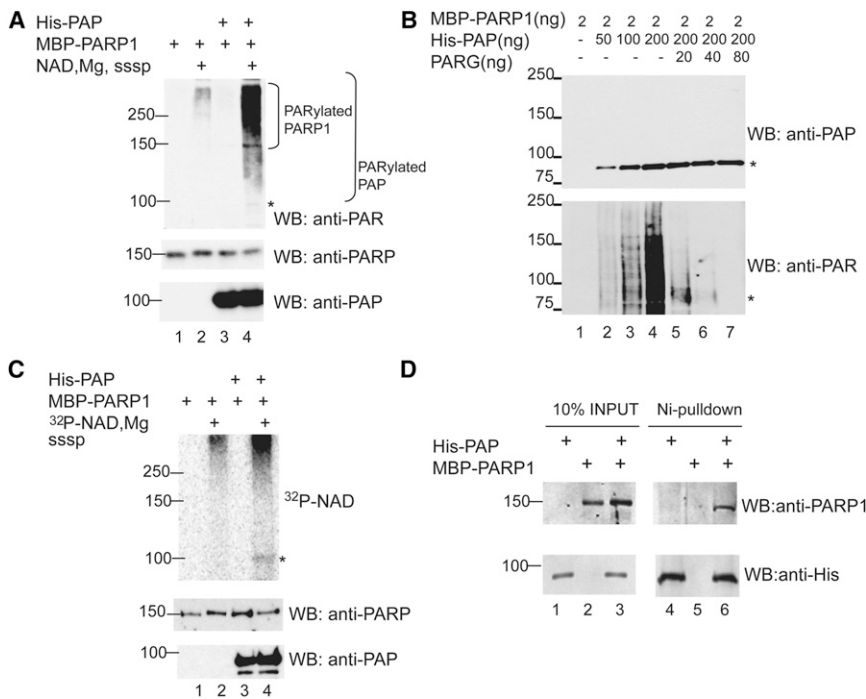 A
His-PAP + +
MBP-PARP1 + + + +
NAD,Mg, sssp + +
250
150
100
PARylated
PARP1
PARylated
PAP
*
WB: anti-PAR
150
WB: anti-PARP
100
WB: anti-PAP
1 2 3 4
B
MBP-PARP1(ng) 2 2 2 2 2 2 2
His-PAP(ng) - 50 100 200 200 200 200
PARG(ng) - - - - 20 40 80
250
150
100
75
WB: anti-PAP
*
250
150
100
75
WB: anti-PAR
*
1 2 3 4 5 6 7
C
His-PAP + +
MBP-PARP1 + + + +
32P-NAD,Mg + +
sssp
250
150
100
32P-NAD
*
150
WB: anti-PARP
100
WB: anti-PAP
1 2 3 4
D
10% INPUT Ni-pulldown
His-PAP + + + +
MBP-PARP1 + + + +
150
WB:anti-PARP1
100
WB:anti-His
1 2 3 4 5 6